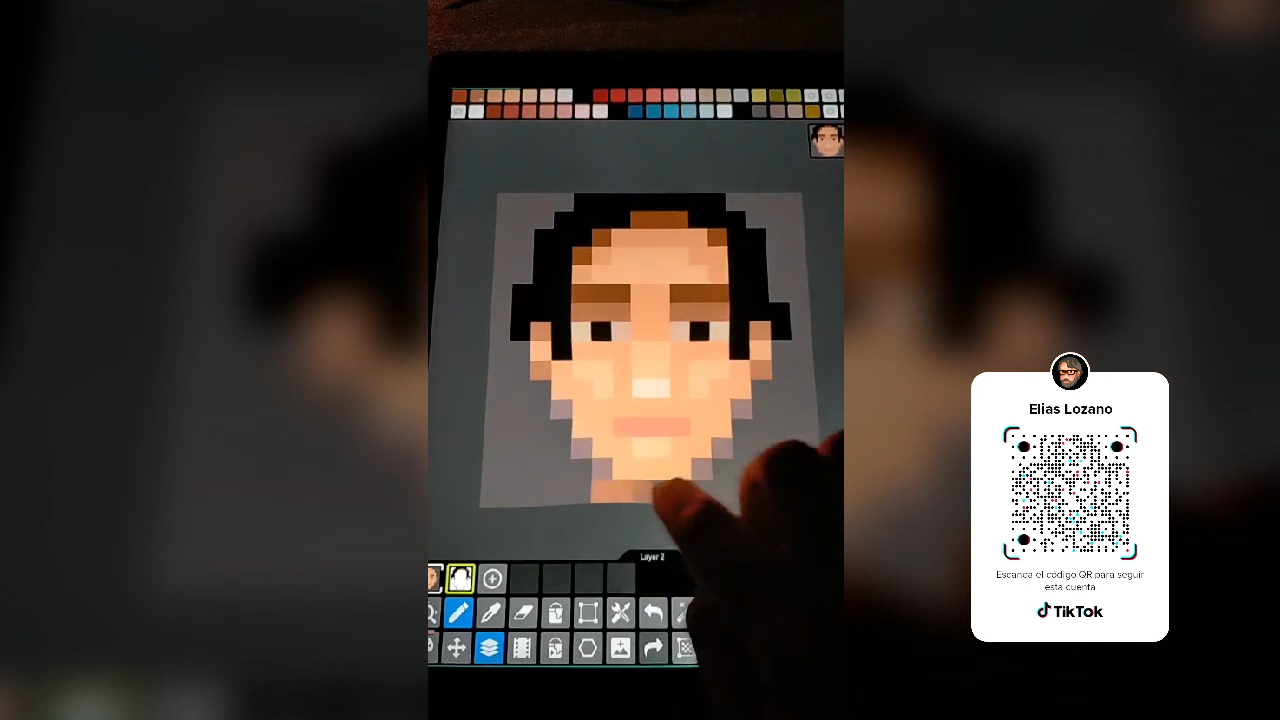 Layer 2
Elias Lozano
Escanea el código QR para seguir
esta cuenta
TikTok